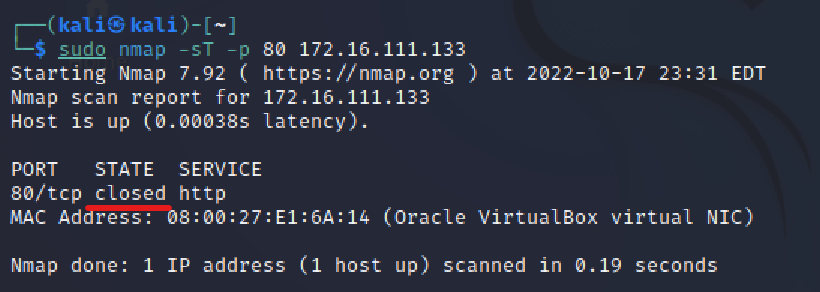 ┌──(kali㉿kali)-[~]
└─$ sudo nmap -sT -p 80 172.16.111.133
Starting Nmap 7.92 ( https://nmap.org ) at 2022-10-17 23:31 EDT
Nmap scan report for 172.16.111.133
Host is up (0.00038s latency).
PORT   STATE  SERVICE
80/tcp closed http
MAC Address: 08:00:27:E1:6A:14 (Oracle VirtualBox virtual NIC)
Nmap done: 1 IP address (1 host up) scanned in 0.19 seconds